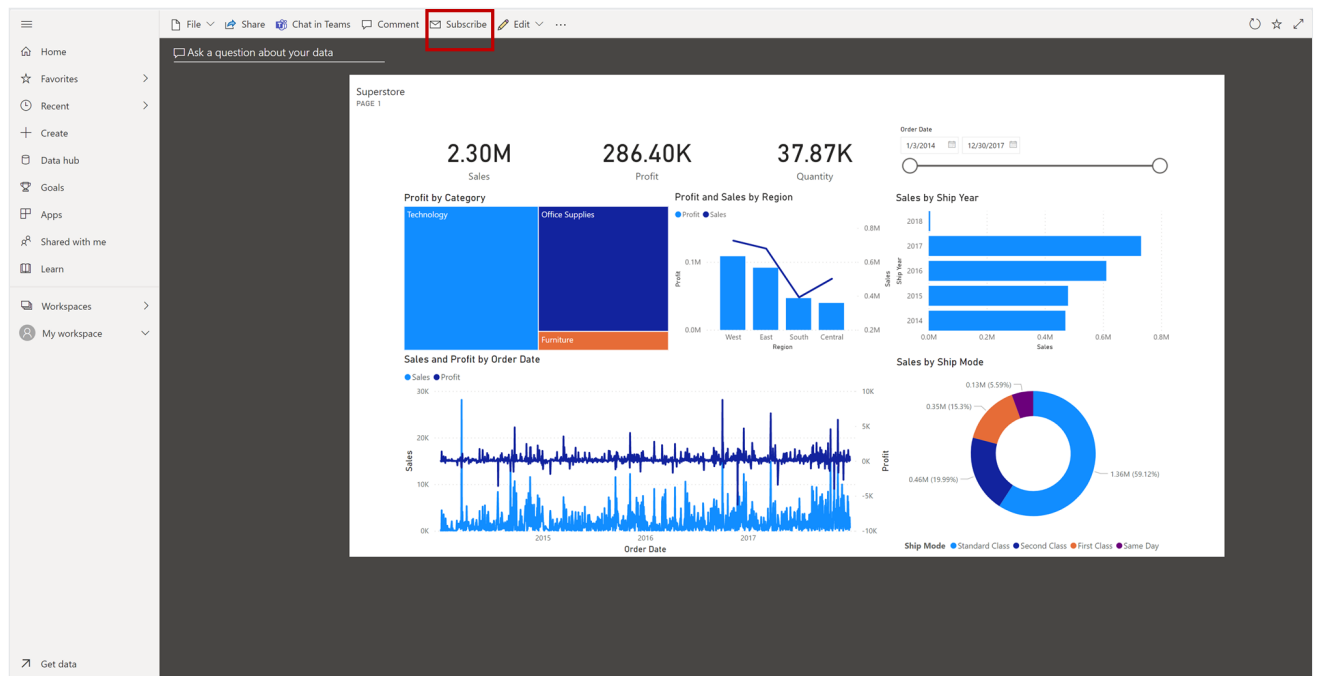 File
Share
Chat in Teams
Comment
Subscribe
Edit
Home
Favorites
Recent
Create
Data hub
Goals
Apps
Shared with me
Learn
Workspaces
My workspace
Get data
Ask a question about your data
Superstore
PAGE 1
2.30M
Sales
286.40K
Profit
37.87K
Quantity
Order Date
1/3/2014
12/30/2017
Profit by Category
Technology
Office Supplies
Furniture
Profit and Sales by Region
Profit Sales
0.8M
0.1M
0.6M
0.4M
0.0M
0.2M
Profit
Sales
West East South Central
Region
Sales by Ship Year
2018
2017
2016
2015
2014
Ship Year
0.0M 0.2M 0.4M 0.6M 0.8M
Sales
Sales and Profit by Order Date
Sales Profit
30K
20K
10K
0K
Sales
10K
5K
0K
-5K
-10K
Profit
2015 2016 2017
Order Date
Sales by Ship Mode
0.13M (5.59%)
0.35M (15.3%)
0.46M (19.99%)
1.36M (59.12%)
Ship Mode Standard Class Second Class First Class Same Day